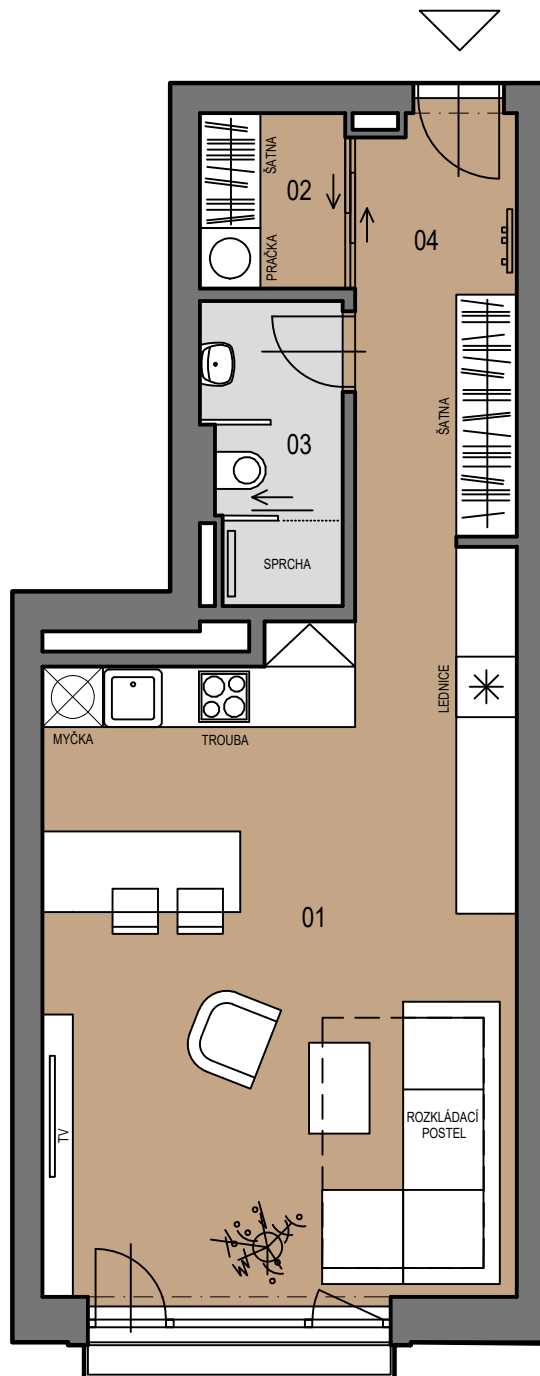 ŠATNA
02
PRAČKA
04
03
ŠATNA
SPRCHA
LEDNICE
MYČKA
TROUBA
01
ROZKLÁDACÍ
POSTEL
TV